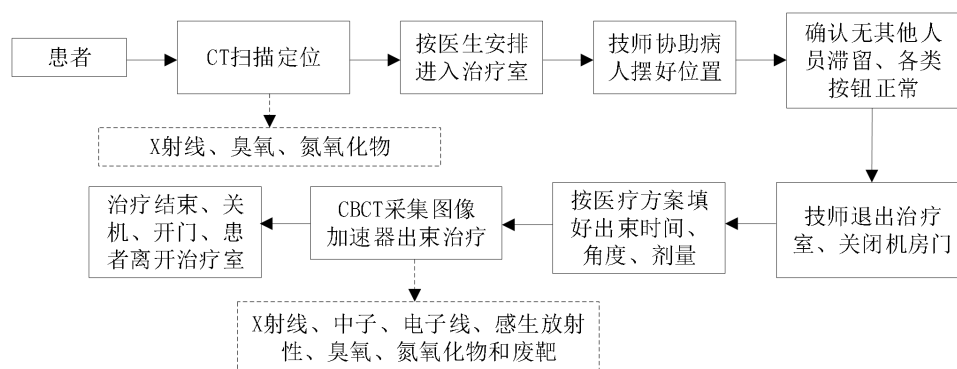 患者
CT扫描定位
按医生安排
进入治疗室
技师协助病
人摆好位置
确认无其他人
员滞留、各类
按钮正常
X射线、臭氧、氮氧化物
技师退出治疗
室、关闭机房门
按医疗方案填
好出束时间、
角度、剂量
CBCT采集图像
加速器出束治疗
治疗结束、关
机、开门、患
者离开治疗室
X射线、中子、电子线、感生放射
性、臭氧、氮氧化物和废靶